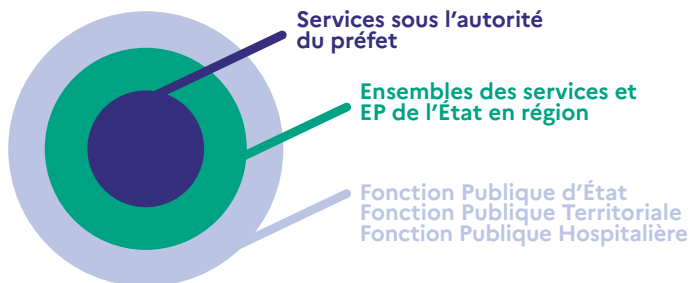 Services sous l'autorité
du préfet
Ensembles des services et
EP de l'État en région
Fonction Publique d'État
Fonction Publique Territoriale
Fonction Publique Hospitalière